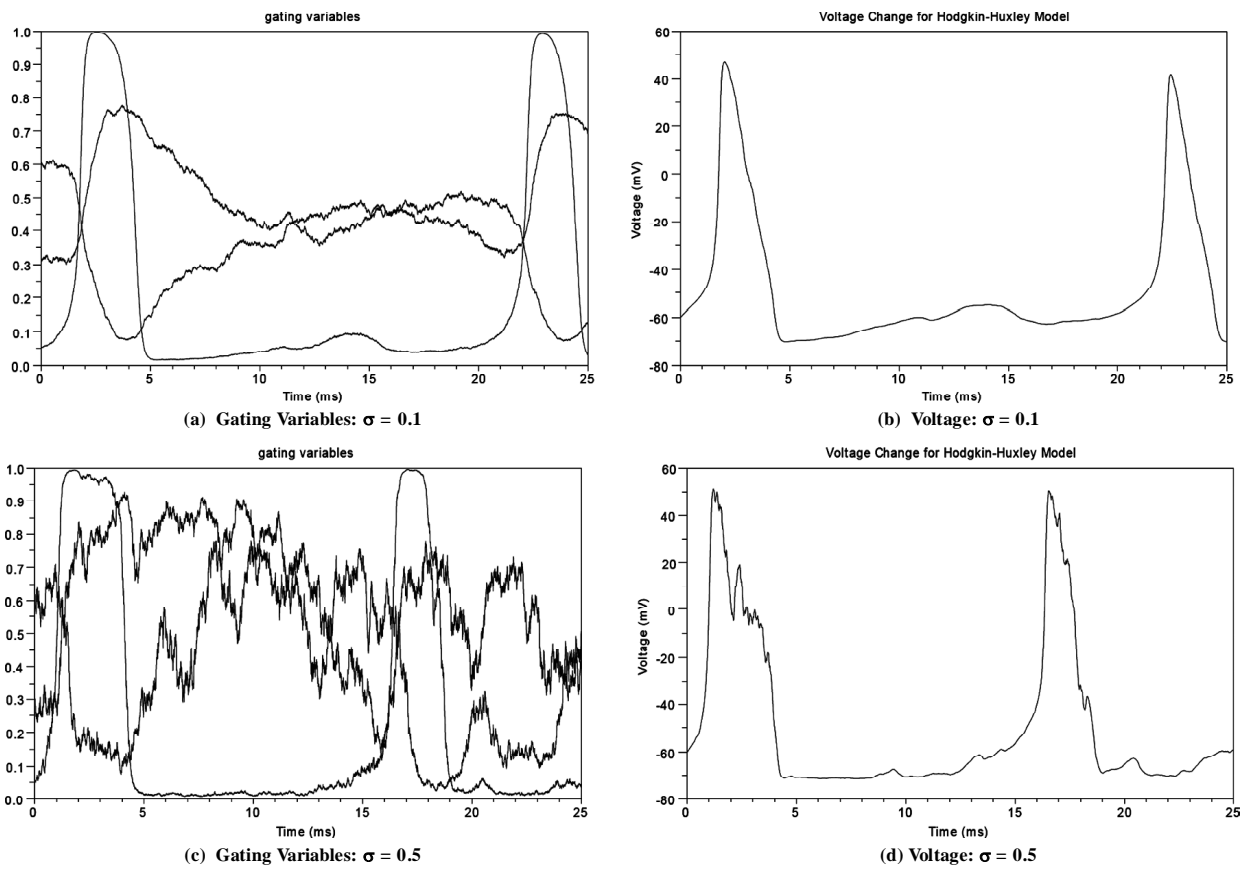 gating variables
1.0
0.9
0.8
0.7
0.6
0.5
0.4
0.3
0.2
0.1
0.0
0 5 10 15 20 25
Time (ms)
(a) Gating Variables: σ = 0.1
Voltage Change for Hodgkin-Huxley Model
60
40
20
0
-20
-40
-60
-80
Voltage (mV)
0 5 10 15 20 25
Time (ms)
(b) Voltage: σ = 0.1
gating variables
1.0
0.9
0.8
0.7
0.6
0.5
0.4
0.3
0.2
0.1
0.0
0 5 10 15 20 25
Time (ms)
(c) Gating Variables: σ = 0.5
Voltage Change for Hodgkin-Huxley Model
60
40
20
0
-20
-40
-60
-80
Voltage (mV)
0 5 10 15 20 25
Time (ms)
(d) Voltage: σ = 0.5